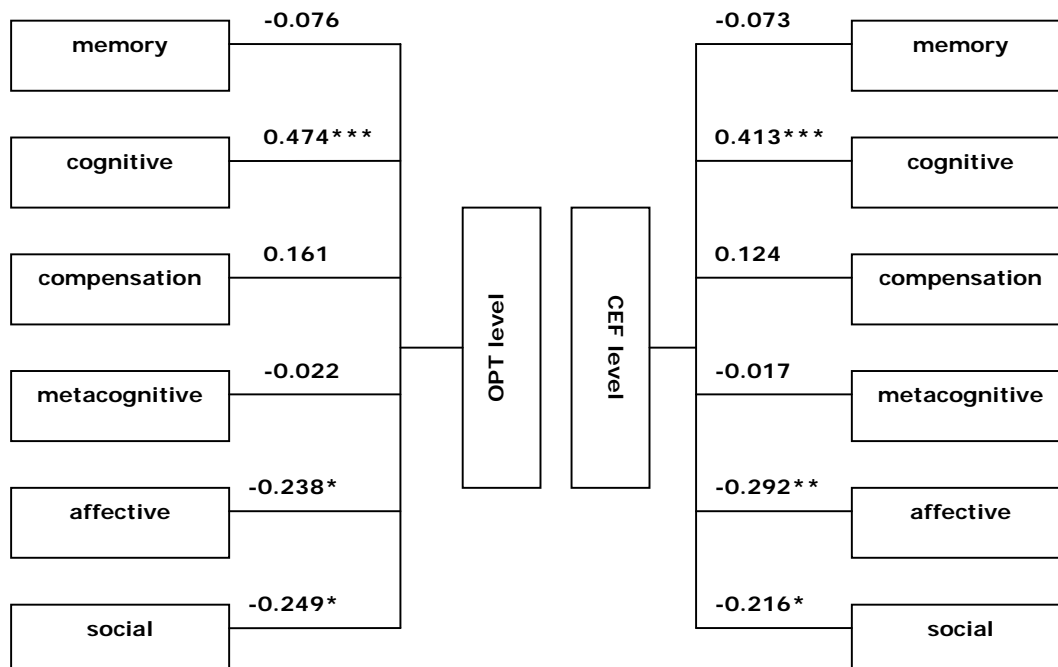 -0.076
-0.073
memory
memory
0.474***
0.413***
cognitive
cognitive
0.161
0.124
compensation
compensation
OPT level
CEF level
-0.022
-0.017
metacognitive
metacognitive
-0.238*
-0.292**
affective
affective
-0.249*
-0.216*
social
social